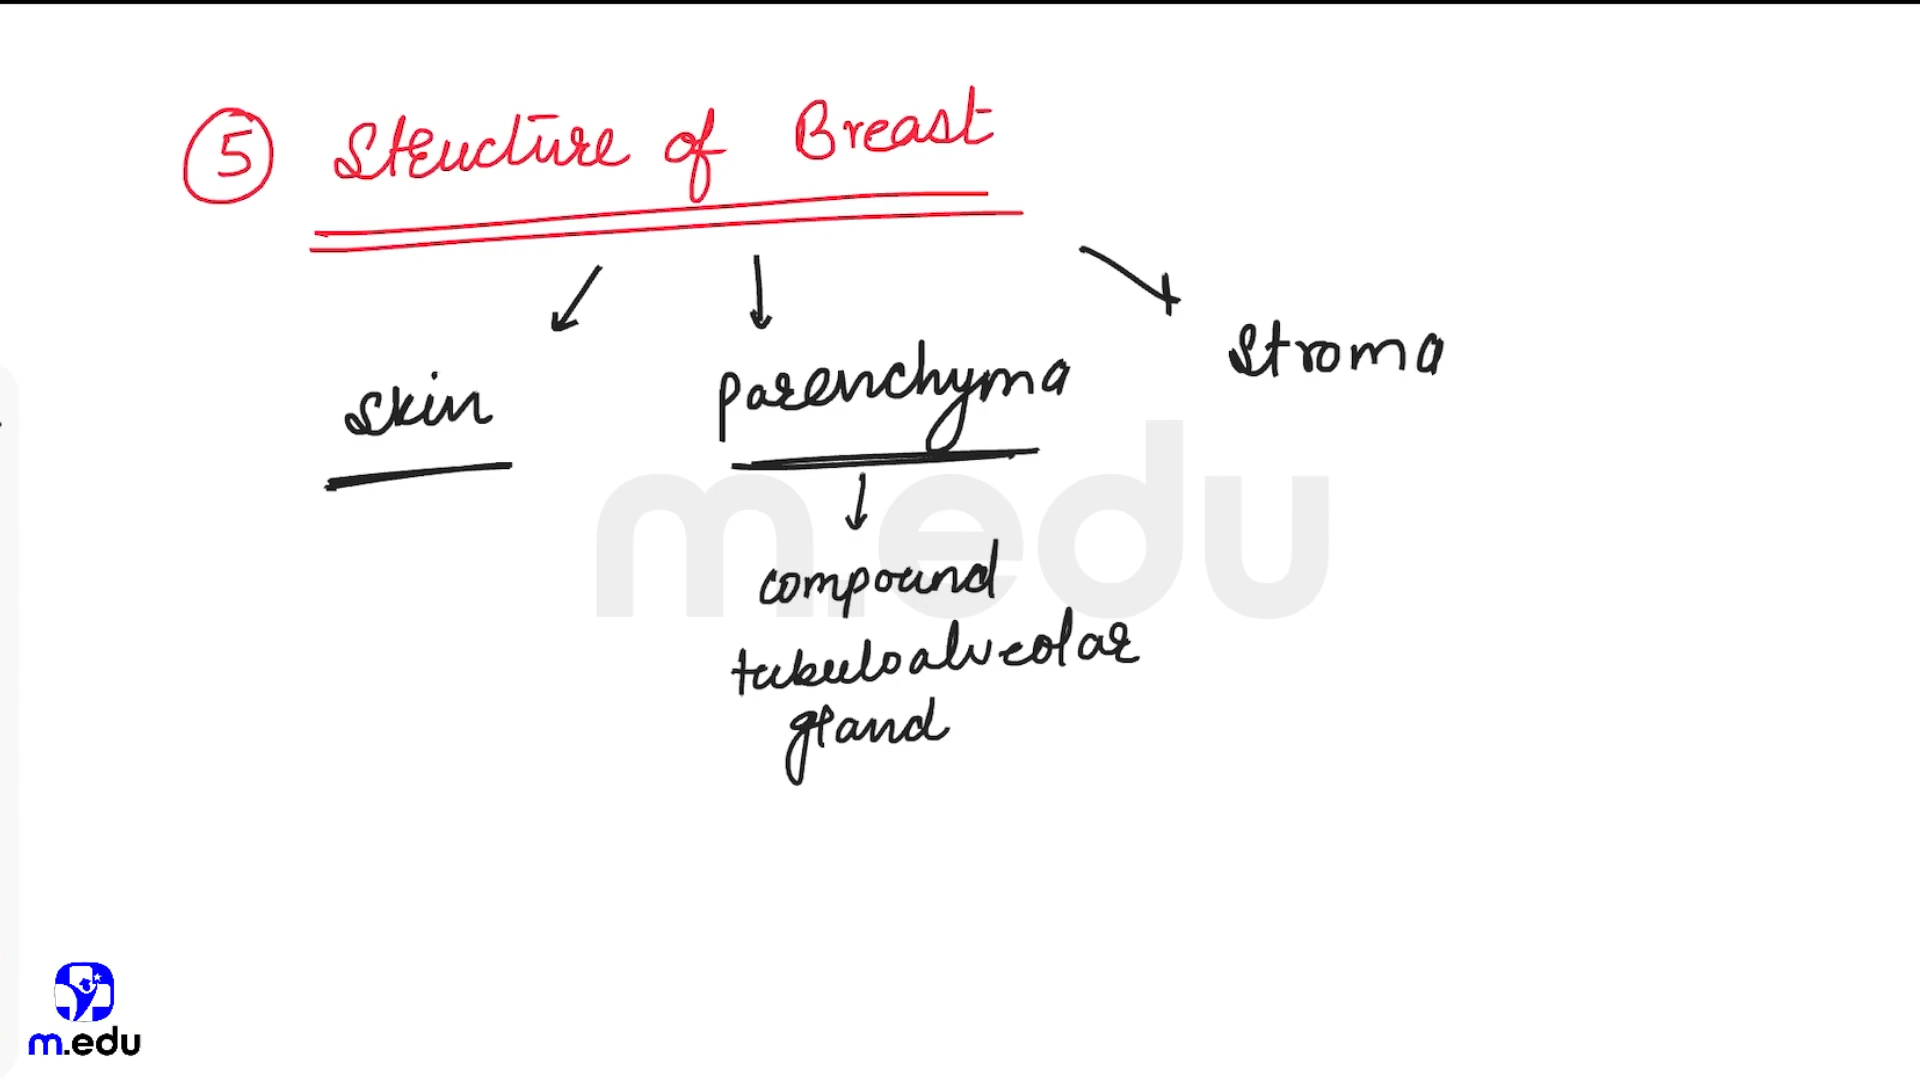 5 Structure of Breast
Skin
Parenchyma
Stroma
compound
tubuloalveolar
gland
m.edu
m.edu